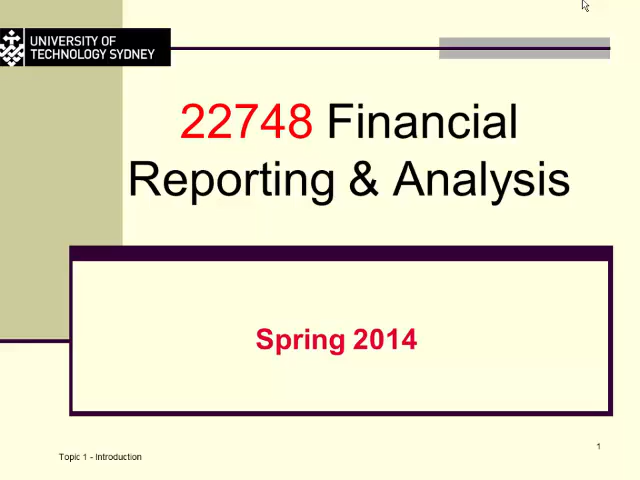 UNIVERSITY OF
TECHNOLOGY SYDNEY
22748 Financial
Reporting & Analysis
Spring 2014
1
Topic 1 - Introduction